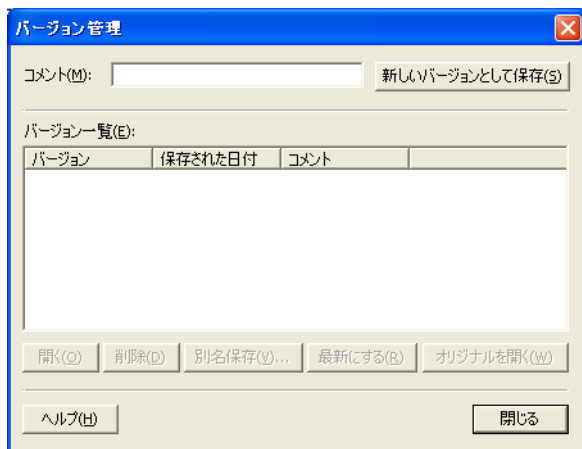 バージョン管理
コメント(M): 新しいバージョンとして保存(S)
バージョン一覧(E):
バージョン 保存された日付 コメント
開く(O) 削除(D) 別名保存(V)... 最新にする(R) オリジナルを開く(W)
ヘルプ(H) 閉じる